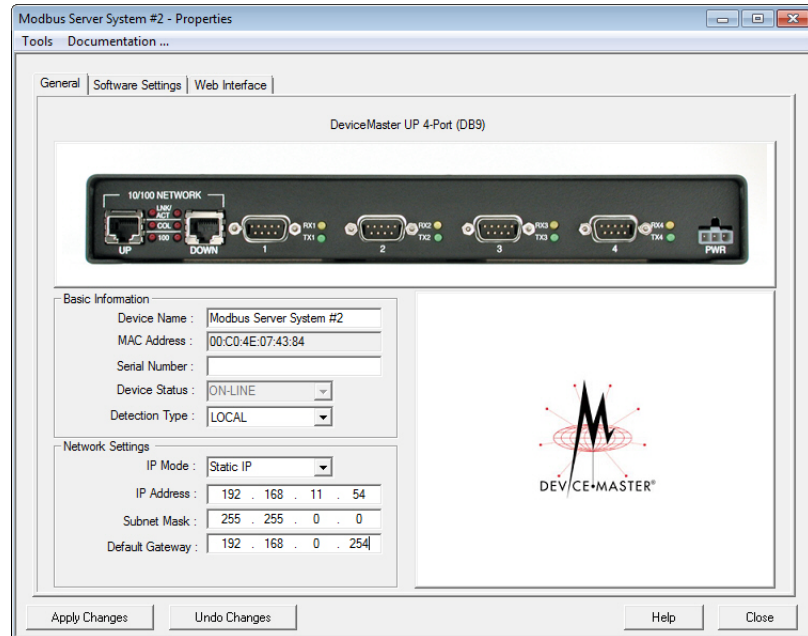 Modbus Server System #2 - Properties
Tools Documentation ...
General Software Settings Web Interface
DeviceMaster UP 4-Port (DB9)
10/100 NETWORK
LNK/
ACT
COL
100
UP
DOWN
RX1
TX1
1
RX2
TX2
2
RX3
TX3
3
RX4
TX4
4
PWR
Basic Information
Device Name : Modbus Server System #2
MAC Address : 00:C0:4E:07:43:84
Serial Number :
Device Status : ON-LINE
Detection Type : LOCAL
Network Settings
IP Mode : Static IP
IP Address : 192 . 168 . 11 . 54
Subnet Mask : 255 . 255 . 0 . 0
Default Gateway : 192 . 168 . 0 . 254
M
DEVICE•MASTER®
Apply Changes Undo Changes Help Close